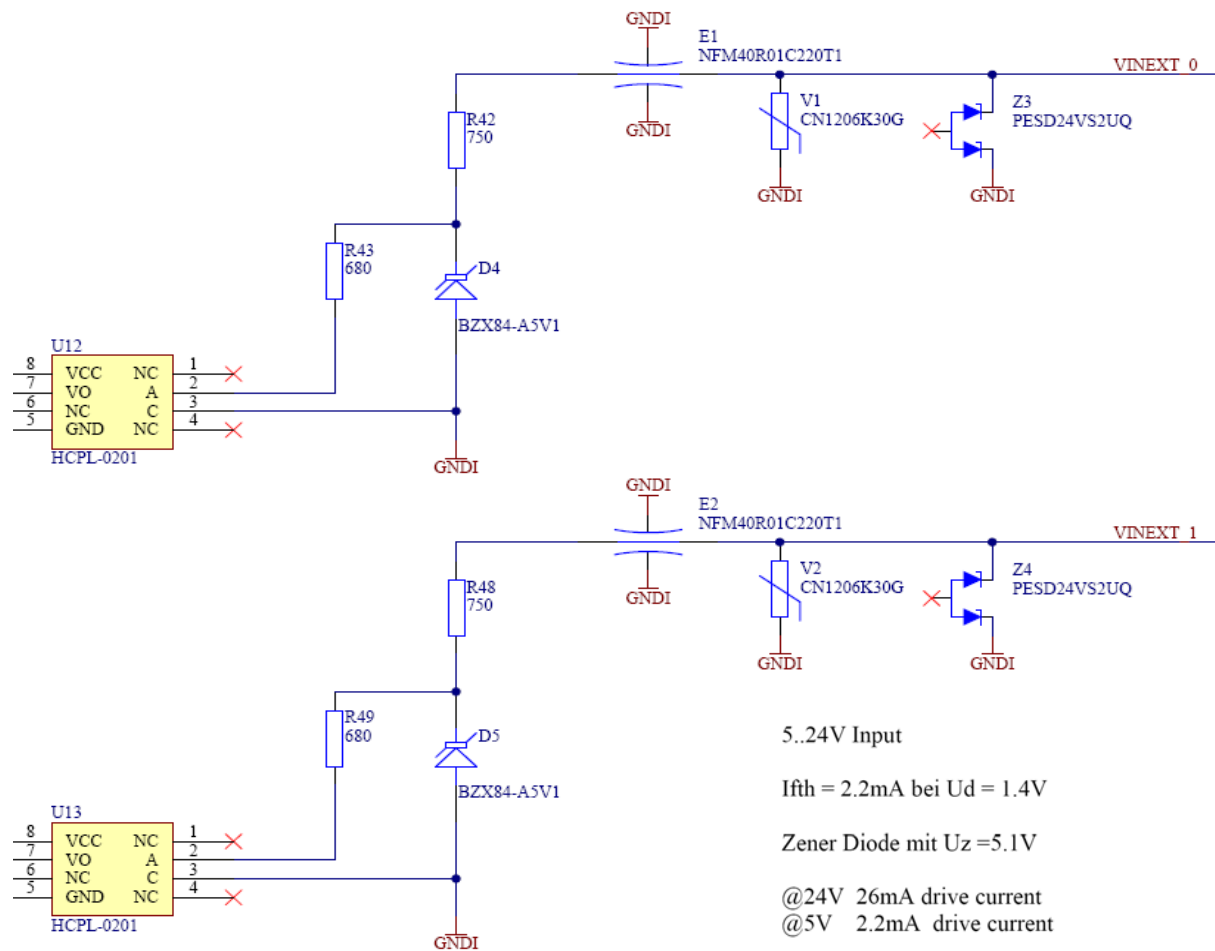 GNDI
E1
NFM40R01C220T1
VINEXT_0
R42
750
V1
CN1206K30G
Z3
PESD24VS2UQ
GNDI
GNDI
GNDI
R43
680
D4
BZX84-A5V1
U12
8 VCC NC 1
7 VO A 2
6 NC C 3
5 GND NC 4
HCPL-0201
GNDI
GNDI
E2
NFM40R01C220T1
VINEXT_1
R48
750
V2
CN1206K30G
Z4
PESD24VS2UQ
GNDI
GNDI
GNDI
R49
680
D5
BZX84-A5V1
U13
8 VCC NC 1
7 VO A 2
6 NC C 3
5 GND NC 4
HCPL-0201
GNDI
5..24V Input
Ifth = 2.2mA bei Ud = 1.4V
Zener Diode mit Uz =5.1V
@24V 26mA drive current
@5V 2.2mA drive current